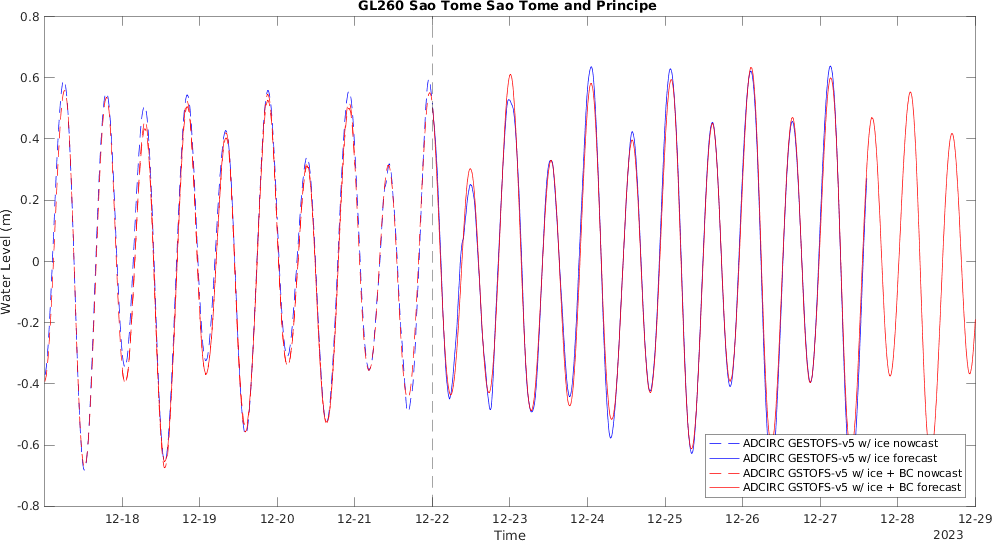 GL260 Sao Tome Sao Tome and Principe
0.8
0.6
0.4
0.2
0
-0.2
-0.4
-0.6
-0.8
Water Level (m)
ADCIRC GESTOFS-v5 w/ ice nowcast
ADCIRC GESTOFS-v5 w/ ice forecast
ADCIRC GSTOFS-v5 w/ ice + BC nowcast
ADCIRC GSTOFS-v5 w/ ice + BC forecast
12-18 12-19 12-20 12-21 12-22 12-23 12-24 12-25 12-26 12-27 12-28 12-29
Time
2023